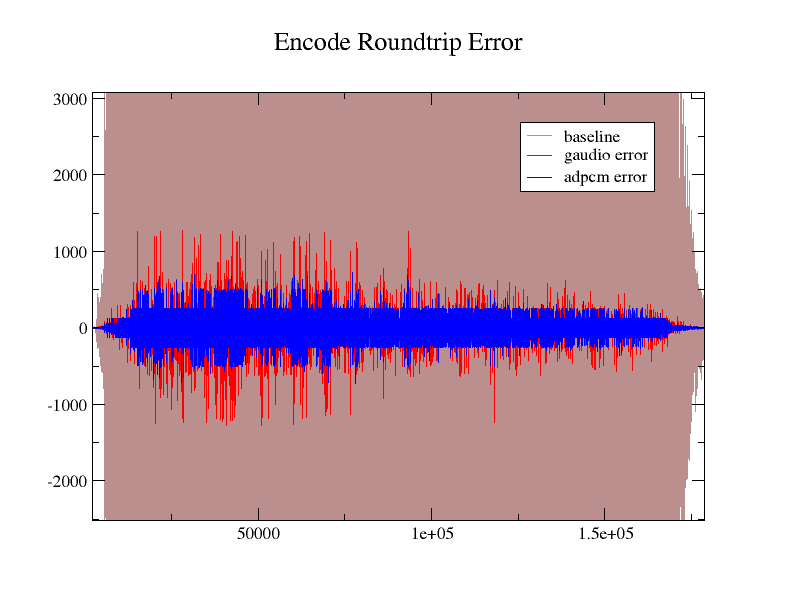 Encode Roundtrip Error
3000
2000
1000
0
-1000
-2000
baseline
gaudio error
adpcm error
50000
1e+05
1.5e+05